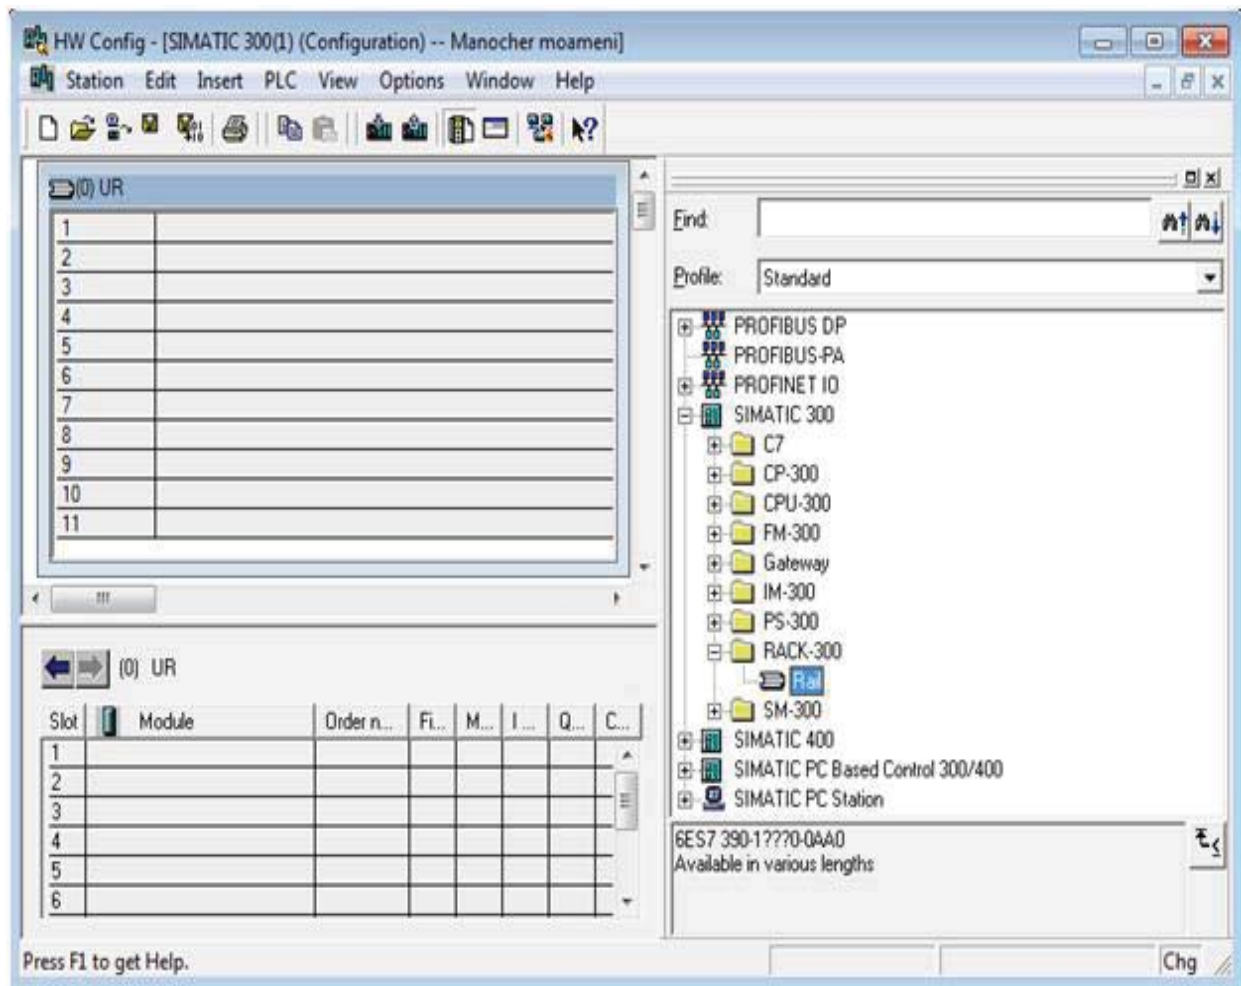 HW Config - [SIMATIC 300(1) (Configuration) -- Manocher moameni]
Station Edit Insert PLC View Options Window Help
(0) UR
1
2
3
4
5
6
7
8
9
10
11
Find:
Profile: Standard
PROFIBUS DP
PROFIBUS-PA
PROFINET IO
SIMATIC 300
C7
CP-300
CPU-300
FM-300
Gateway
IM-300
PS-300
RACK-300
Rail
SM-300
SIMATIC 400
SIMATIC PC Based Control 300/400
SIMATIC PC Station
6ES7 390-1???0-0AA0
Available in various lengths
(0) UR
Slot Module Order n... Fi... M... I ... Q... C...
1
2
3
4
5
6
Press F1 to get Help.
Chg